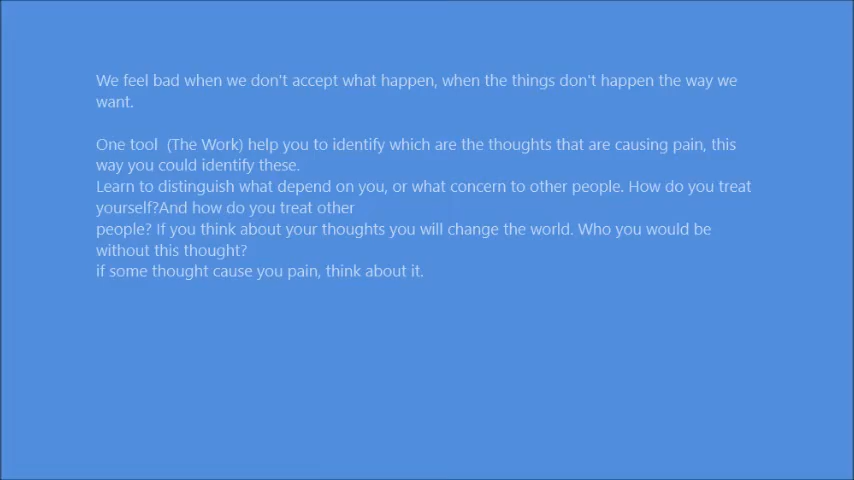 We feel bad when we don't accept what happen, when the things don't happen the way we
want.
One tool  (The Work) help you to identify which are the thoughts that are causing pain, this
way you could identify these.
Learn to distinguish what depend on you, or what concern to other people. How do you treat
yourself?And how do you treat other
people? If you think about your thoughts you will change the world. Who you would be
without this thought?
if some thought cause you pain, think about it.